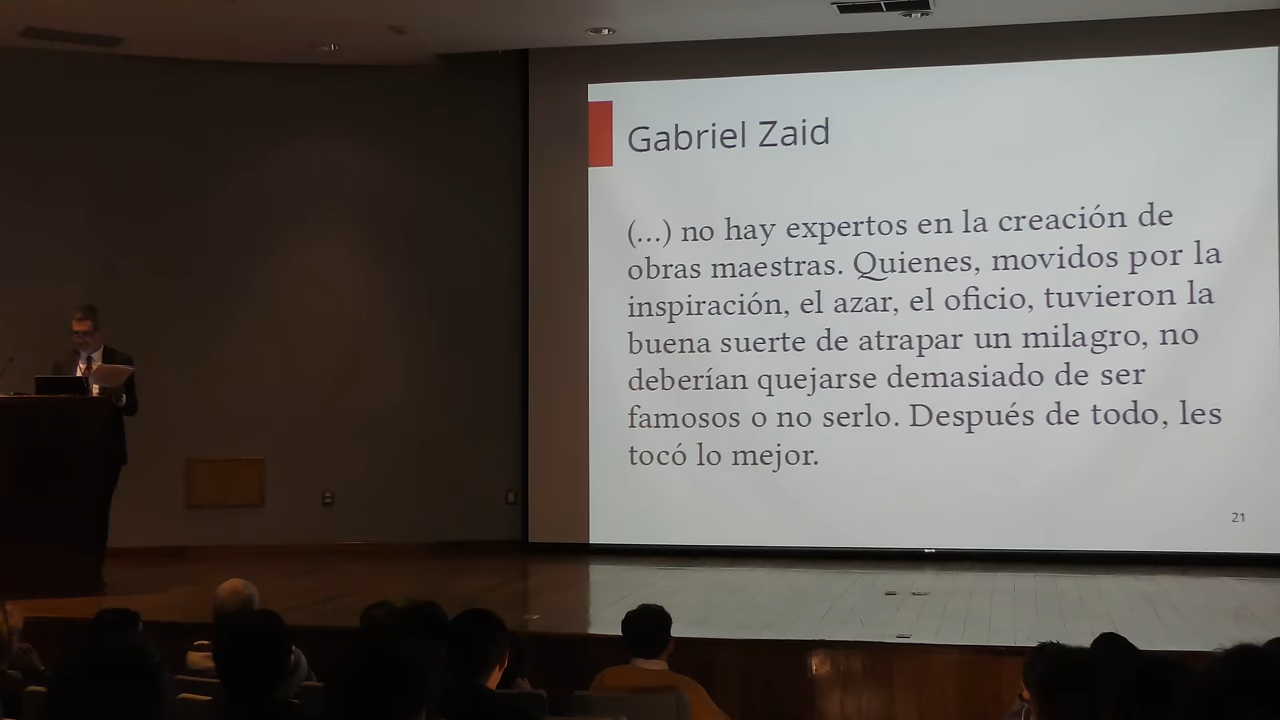 Gabriel Zaid
(...) no hay expertos en la creación de
obras maestras. Quienes, movidos por la
inspiración, el azar, el oficio, tuvieron la
buena suerte de atrapar un milagro, no
deberían quejarse demasiado de ser
famosos o no serlo. Después de todo, les
tocó lo mejor.
21